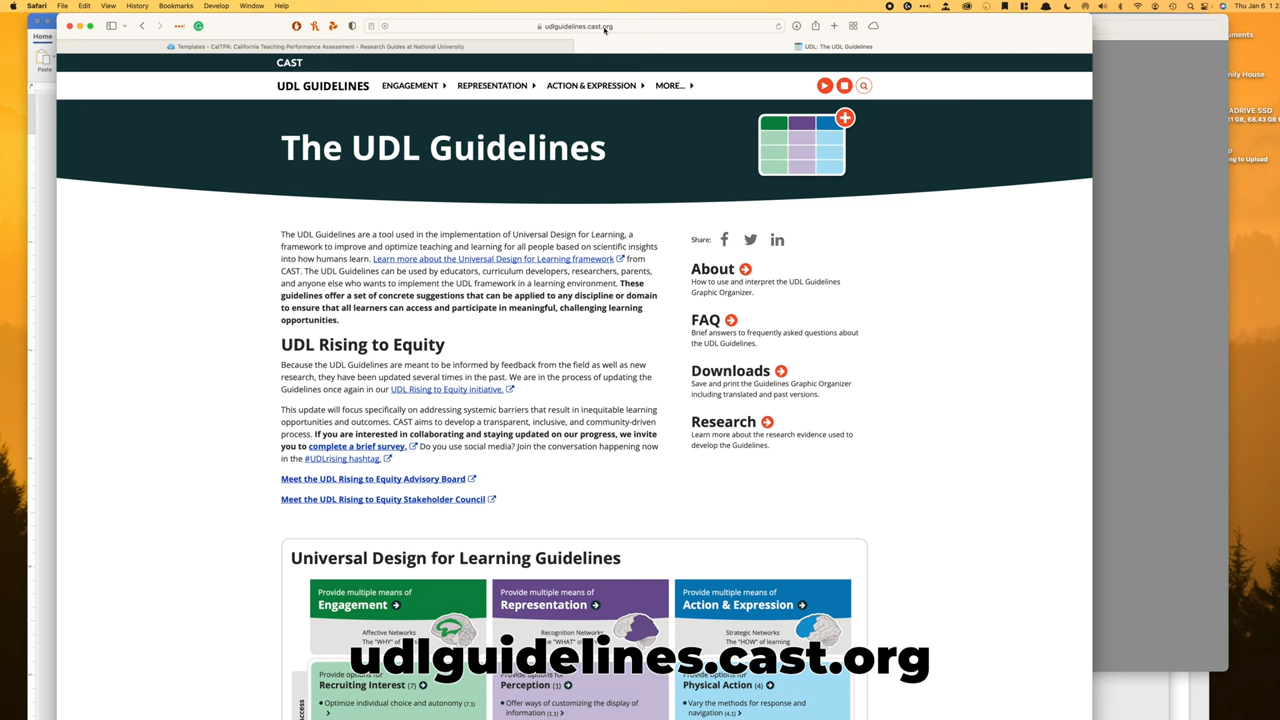 Safari File Edit View History Bookmarks Develop Window Help
Thu Jan 6 1:2
Home
Paste
udlguidelines.cast.org
Templates - CalTPA: California Teaching Performance Assessment - Research Guides at National University
UDL: The UDL Guidelines
CAST
UDL GUIDELINES ENGAGEMENT REPRESENTATION ACTION & EXPRESSION MORE...
The UDL Guidelines
The UDL Guidelines are a tool used in the implementation of Universal Design for Learning, a
framework to improve and optimize teaching and learning for all people based on scientific insights
into how humans learn. Learn more about the Universal Design for Learning framework from
CAST. The UDL Guidelines can be used by educators, curriculum developers, researchers, parents,
and anyone else who wants to implement the UDL framework in a learning environment. These
guidelines offer a set of concrete suggestions that can be applied to any discipline or domain
to ensure that all learners can access and participate in meaningful, challenging learning
opportunities.
UDL Rising to Equity
Because the UDL Guidelines are meant to be informed by feedback from the field as well as new
research, they have been updated several times in the past. We are in the process of updating the
Guidelines once again in our UDL Rising to Equity initiative.
This update will focus specifically on addressing systemic barriers that result in inequitable learning
opportunities and outcomes. CAST aims to develop a transparent, inclusive, and community-driven
process. If you are interested in collaborating and staying updated on our progress, we invite
you to complete a brief survey. Do you use social media? Join the conversation happening now
in the #UDLrising hashtag.
Meet the UDL Rising to Equity Advisory Board
Meet the UDL Rising to Equity Stakeholder Council
Share:
About
How to use and interpret the UDL Guidelines
Graphic Organizer.
FAQ
Brief answers to frequently asked questions about
the UDL Guidelines.
Downloads
Save and print the Guidelines Graphic Organizer
including translated and past versions.
Research
Learn more about the research evidence used to
develop the Guidelines.
Universal Design for Learning Guidelines
Provide multiple means of
Engagement
Affective Networks
The "WHY" of
Provide multiple means of
Representation
Recognition Networks
The "WHAT" of
Provide multiple means of
Action & Expression
Strategic Networks
The "HOW" of learning
udlguidelines.cast.org
Access
Provide options for
Recruiting Interest (7)
Optimize individual choice and autonomy (7.1)
Provide options for
Perception (1)
Offer ways of customizing the display of
information (1.1)
Provide options for
Physical Action (4)
Vary the methods for response and
navigation (4.1)
uments
mily House
ADRIVE SSD
GB, 68.43 GB
ng to Upload